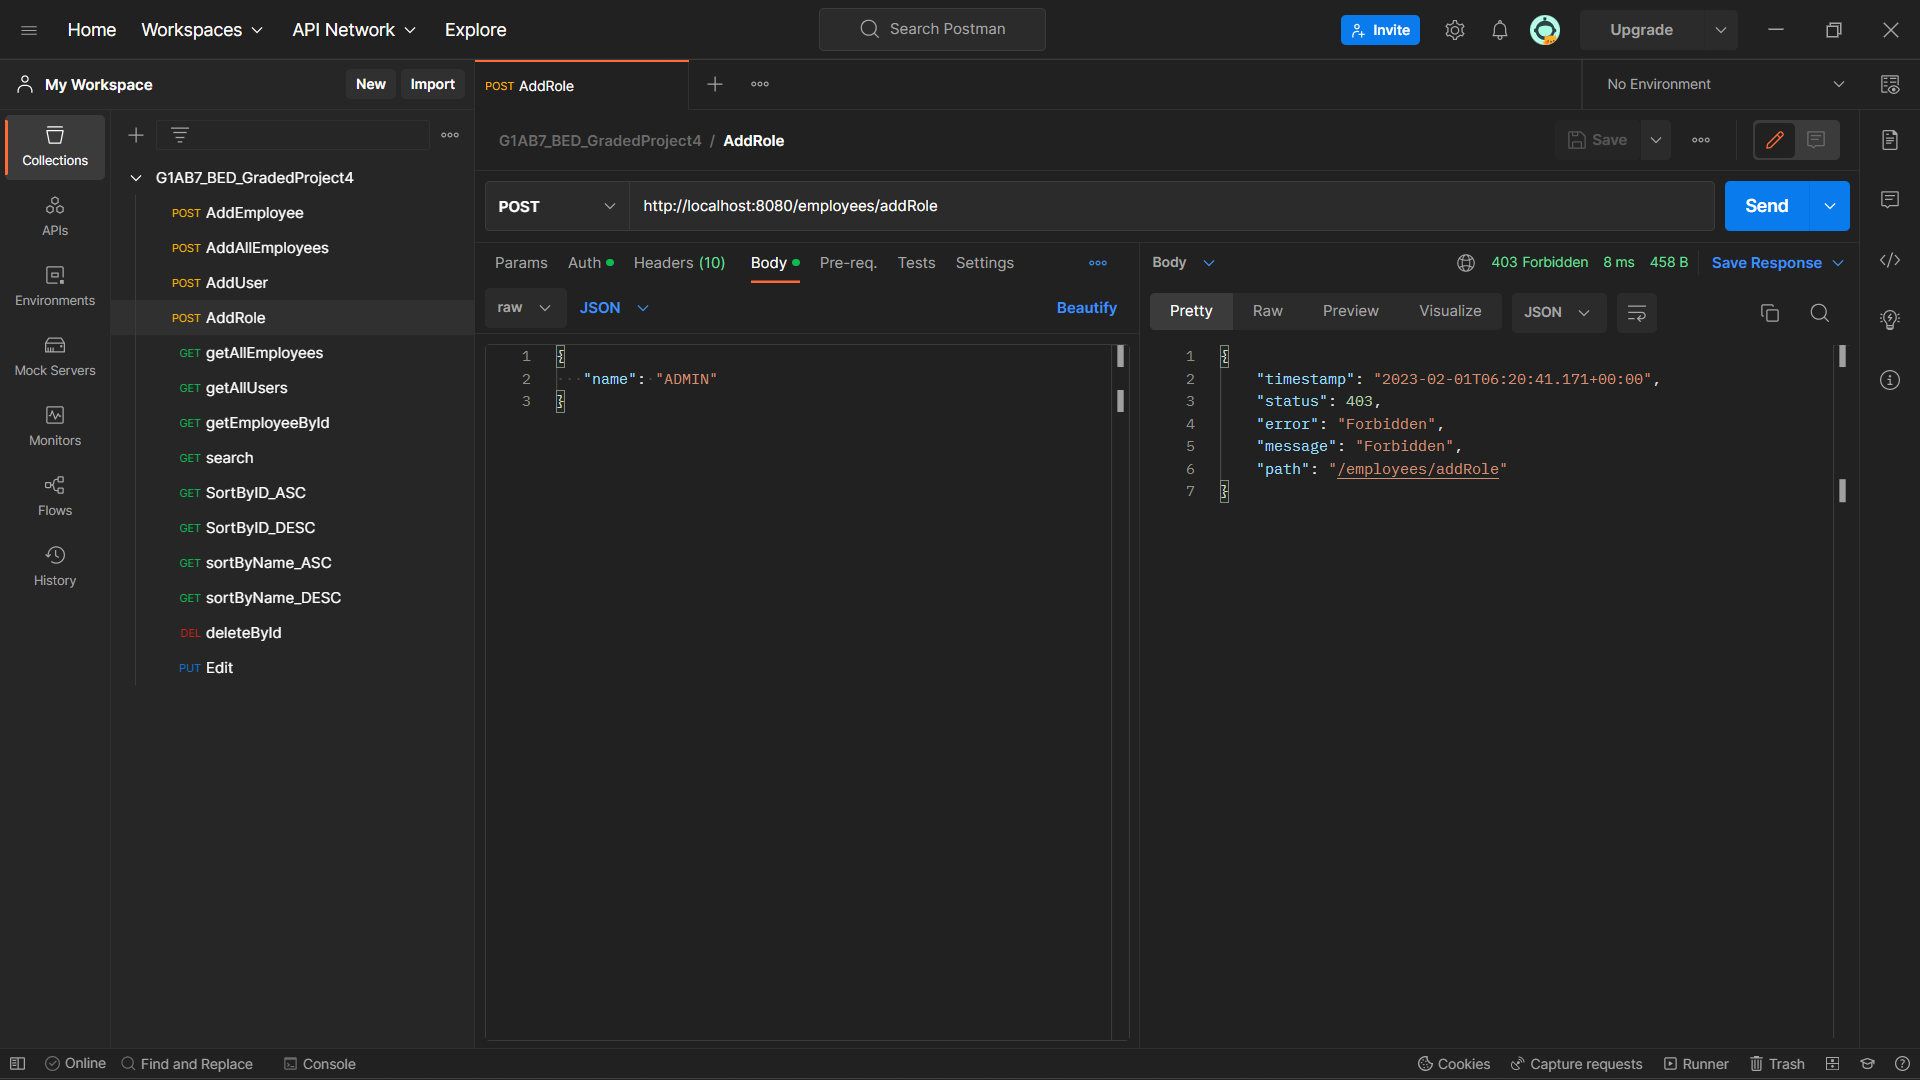 Home
Workspaces
API Network
Explore
Search Postman
Invite
Upgrade
My Workspace
New
Import
POST AddRole
No Environment
Collections
APIs
Environments
Mock Servers
Monitors
Flows
History
G1AB7_BED_GradedProject4
POST AddEmployee
POST AddAllEmployees
POST AddUser
POST AddRole
GET getAllEmployees
GET getAllUsers
GET getEmployeeById
GET search
GET SortByID_ASC
GET SortByID_DESC
GET sortByName_ASC
GET sortByName_DESC
DEL deleteById
PUT Edit
G1AB7_BED_GradedProject4 / AddRole
Save
POST
http://localhost:8080/employees/addRole
Send
Params
Auth
Headers (10)
Body
Pre-req.
Tests
Settings
raw
JSON
Beautify
1 {
2 "name": "ADMIN"
3 }
Body
403 Forbidden
8 ms
458 B
Save Response
Pretty
Raw
Preview
Visualize
JSON
1 {
2 "timestamp": "2023-02-01T06:20:41.171+00:00",
3 "status": 403,
4 "error": "Forbidden",
5 "message": "Forbidden",
6 "path": "/employees/addRole"
7 }
Online
Find and Replace
Console
Cookies
Capture requests
Runner
Trash